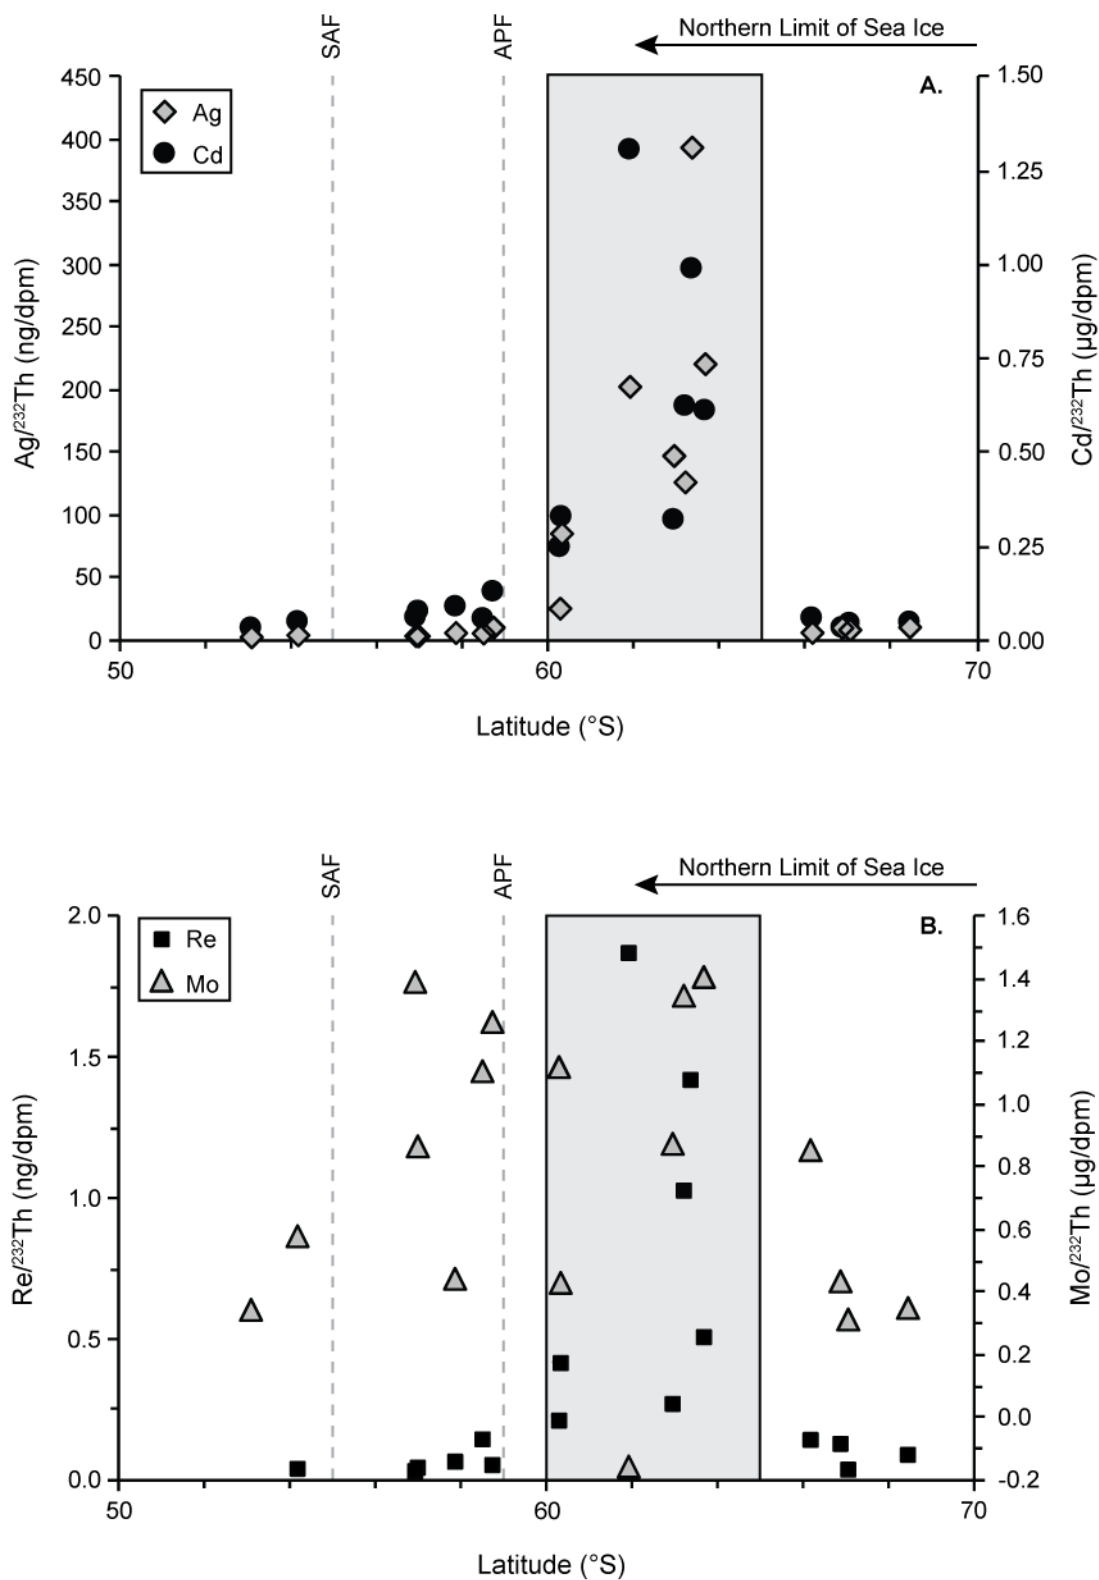 SAF
APF
Northern Limit of Sea Ice
A.
Ag
Cd
450
400
350
300
250
200
150
100
50
0
Ag/²³²Th (ng/dpm)
1.50
1.25
1.00
0.75
0.50
0.25
0.00
Cd/²³²Th (µg/dpm)
50
60
70
Latitude (°S)
SAF
APF
Northern Limit of Sea Ice
B.
Re
Mo
2.0
1.5
1.0
0.5
0.0
Re/²³²Th (ng/dpm)
1.6
1.4
1.2
1.0
0.8
0.6
0.4
0.2
0.0
-0.2
Mo/²³²Th (µg/dpm)
50
60
70
Latitude (°S)